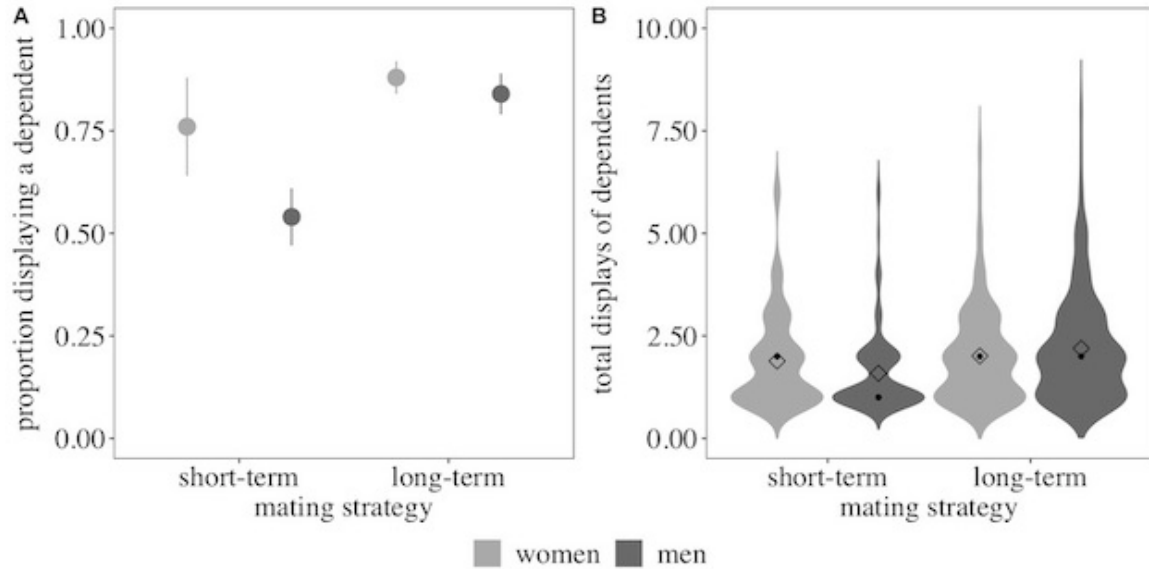 A
proportion displaying a dependent
1.00
0.75
0.50
0.25
0.00
short-term
long-term
mating strategy
B
total displays of dependents
10.00
7.50
5.00
2.50
0.00
short-term
long-term
mating strategy
women
men